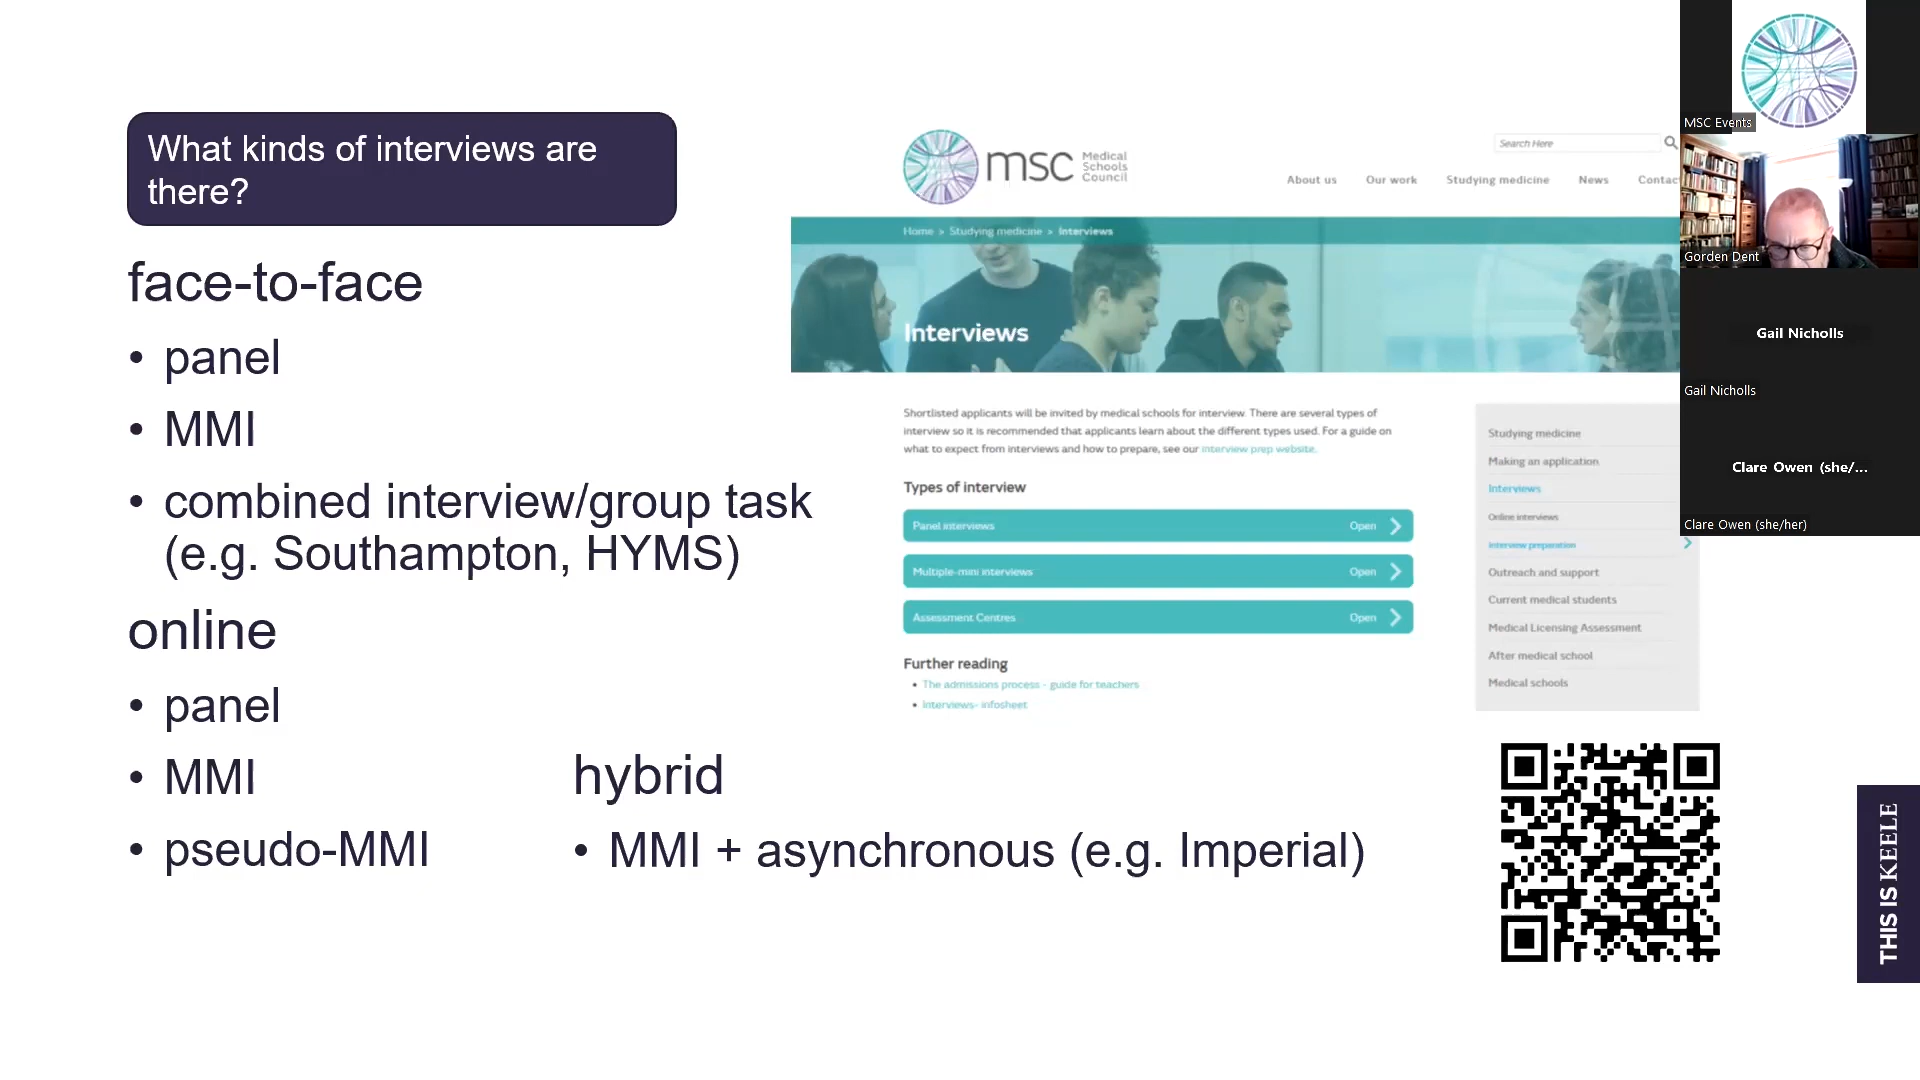 What kinds of interviews are
there?
face-to-face
• panel
• MMI
• combined interview/group task
(e.g. Southampton, HYMS)
online
• panel
• MMI
• pseudo-MMI
hybrid
• MMI + asynchronous (e.g. Imperial)
msc Medical
Schools
Council
Search Here
About us Our work Studying medicine News Contac
Home > Studying medicine > Interviews
Interviews
Shortlisted applicants will be invited by medical schools for interview. There are several types of
interview so it is recommended that applicants learn about the different types used. For a guide on
what to expect from interviews and how to prepare, see our interview prep website.
Types of interview
Panel interviews Open
Multiple-mini interviews Open
Assessment Centres Open
Further reading
• The admissions process - guide for teachers
• Interviews- infosheet
Studying medicine
Making an application
Interviews
Online interviews
Interview preparation
Outreach and support
Current medical students
Medical Licensing Assessment
After medical school
Medical schools
MSC Events
Gorden Dent
Gail Nicholls
Gail Nicholls
Clare Owen (she/...
Clare Owen (she/her)
THIS IS KEELE